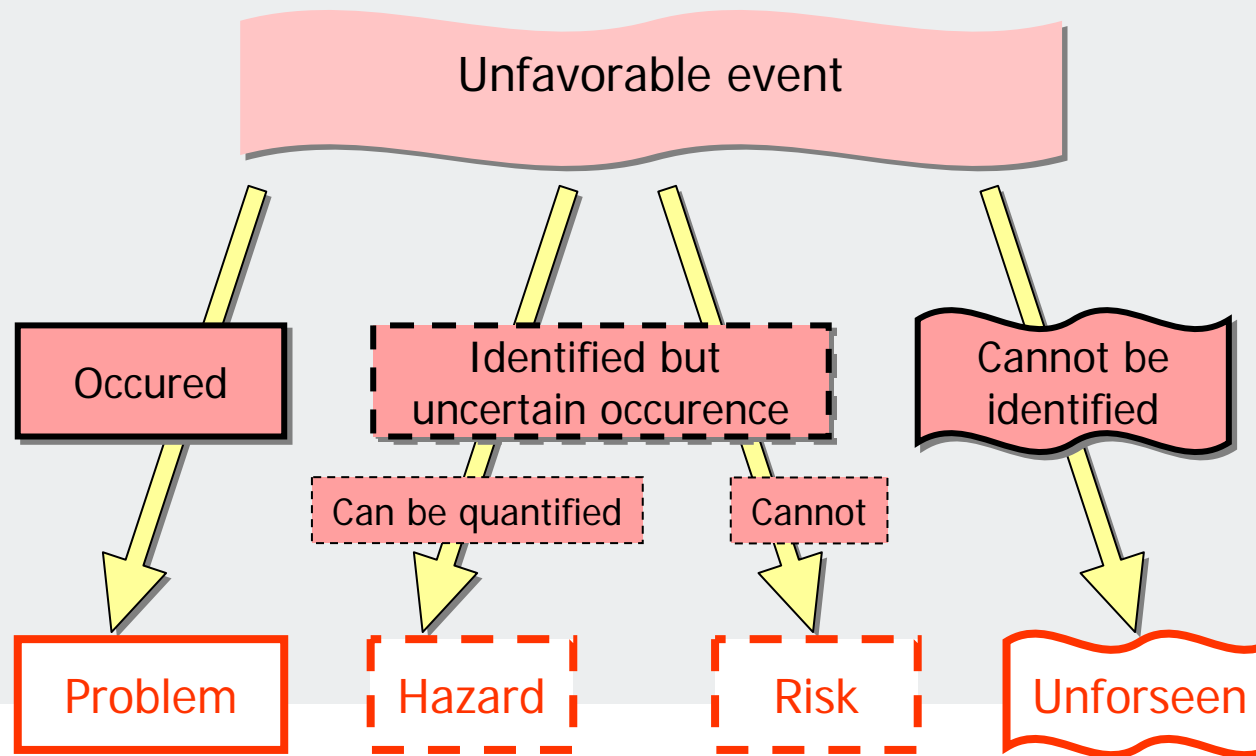 Unfavorable event
Occured
Identified but
uncertain occurence
Cannot be
identified
Can be quantified
Cannot
Problem
Hazard
Risk
Unforseen